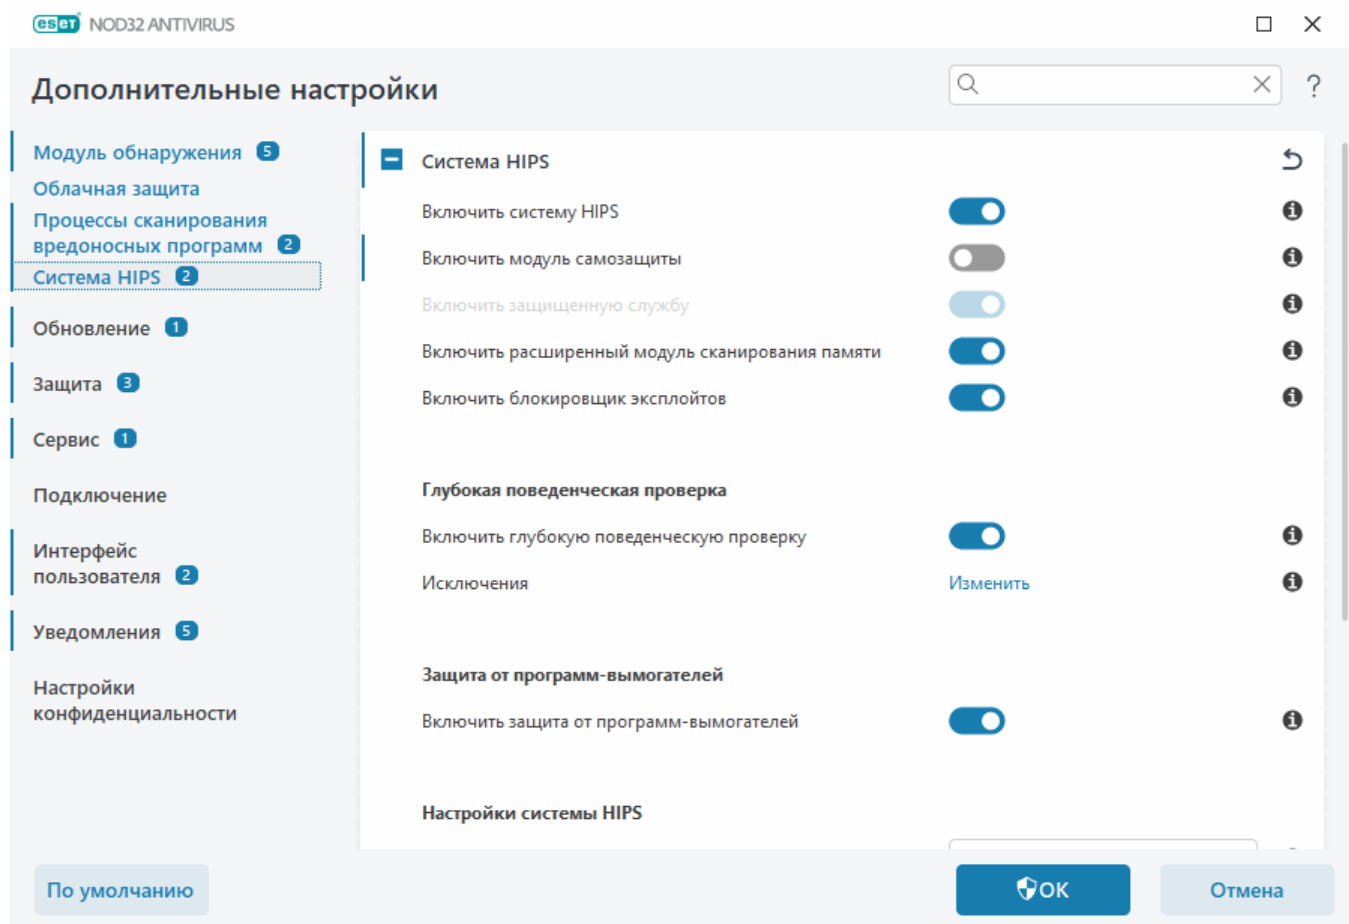 eset NOD32 ANTIVIRUS
Дополнительные настройки
?
Модуль обнаружения 5
Облачная защита
Процессы сканирования
вредоносных программ 2
Система HIPS 2
Обновление 1
Защита 3
Сервис 1
Подключение
Интерфейс
пользователя 2
Уведомления 5
Настройки
конфиденциальности
Система HIPS
Включить систему HIPS
Включить модуль самозащиты
Включить защищенную службу
Включить расширенный модуль сканирования памяти
Включить блокировщик эксплойтов
Глубокая поведенческая проверка
Включить глубокую поведенческую проверку
Исключения Изменить
Защита от программ-вымогателей
Включить защита от программ-вымогателей
Настройки системы HIPS
По умолчанию
ОК
Отмена